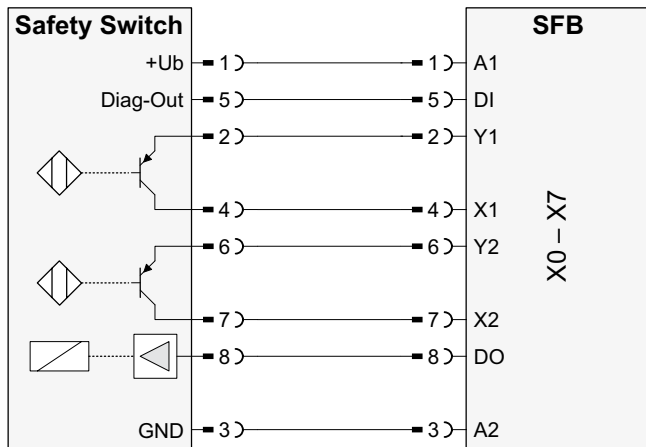 Safety Switch SFB
+Ub 1 1 A1
Diag-Out 5 5 DI
2 2 Y1
4 4 X1
6 6 Y2
7 7 X2
8 8 DO
GND 3 3 A2
X0 – X7